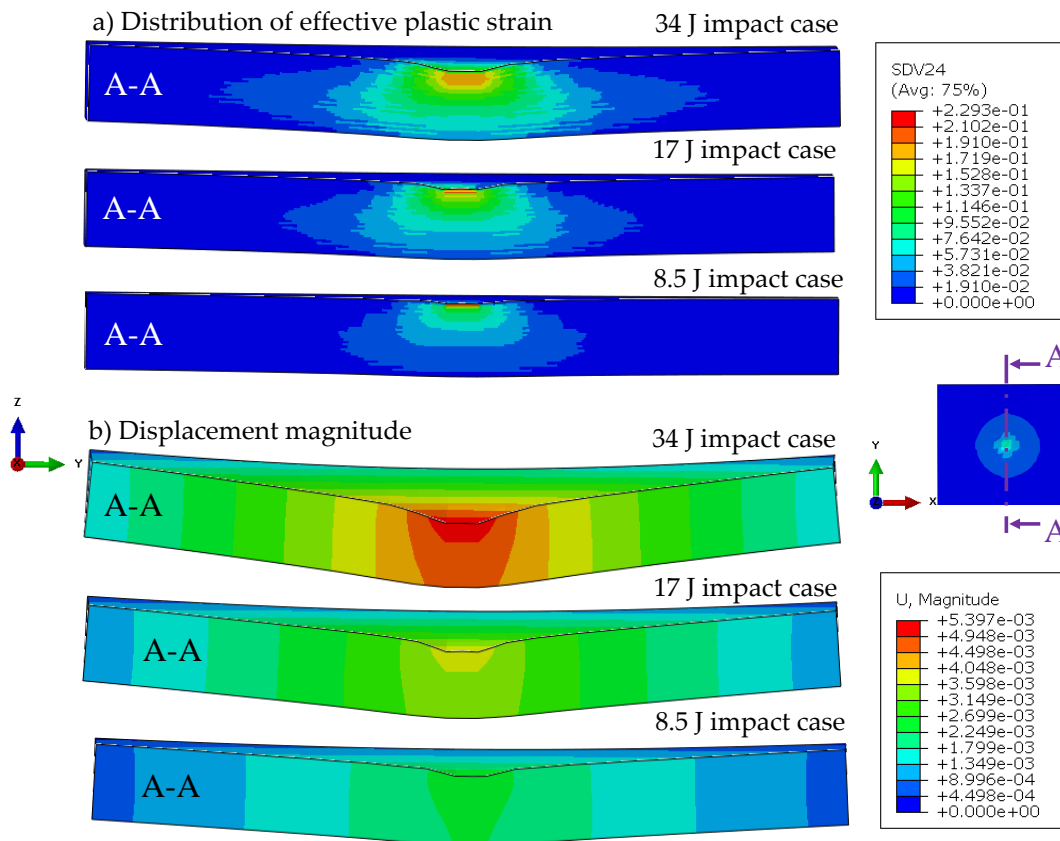 a) Distribution of effective plastic strain
34 J impact case
A-A
17 J impact case
A-A
8.5 J impact case
A-A
SDV24
(Avg: 75%)
+2.293e-01
+2.102e-01
+1.910e-01
+1.719e-01
+1.528e-01
+1.337e-01
+1.146e-01
+9.552e-02
+7.642e-02
+5.731e-02
+3.821e-02
+1.910e-02
+0.000e+00
A
Y
X
Z
A
Z
Y
X
b) Displacement magnitude
34 J impact case
A-A
17 J impact case
A-A
8.5 J impact case
A-A
U, Magnitude
+5.397e-03
+4.948e-03
+4.498e-03
+4.048e-03
+3.598e-03
+3.149e-03
+2.699e-03
+2.249e-03
+1.799e-03
+1.349e-03
+8.996e-04
+4.498e-04
+0.000e+00